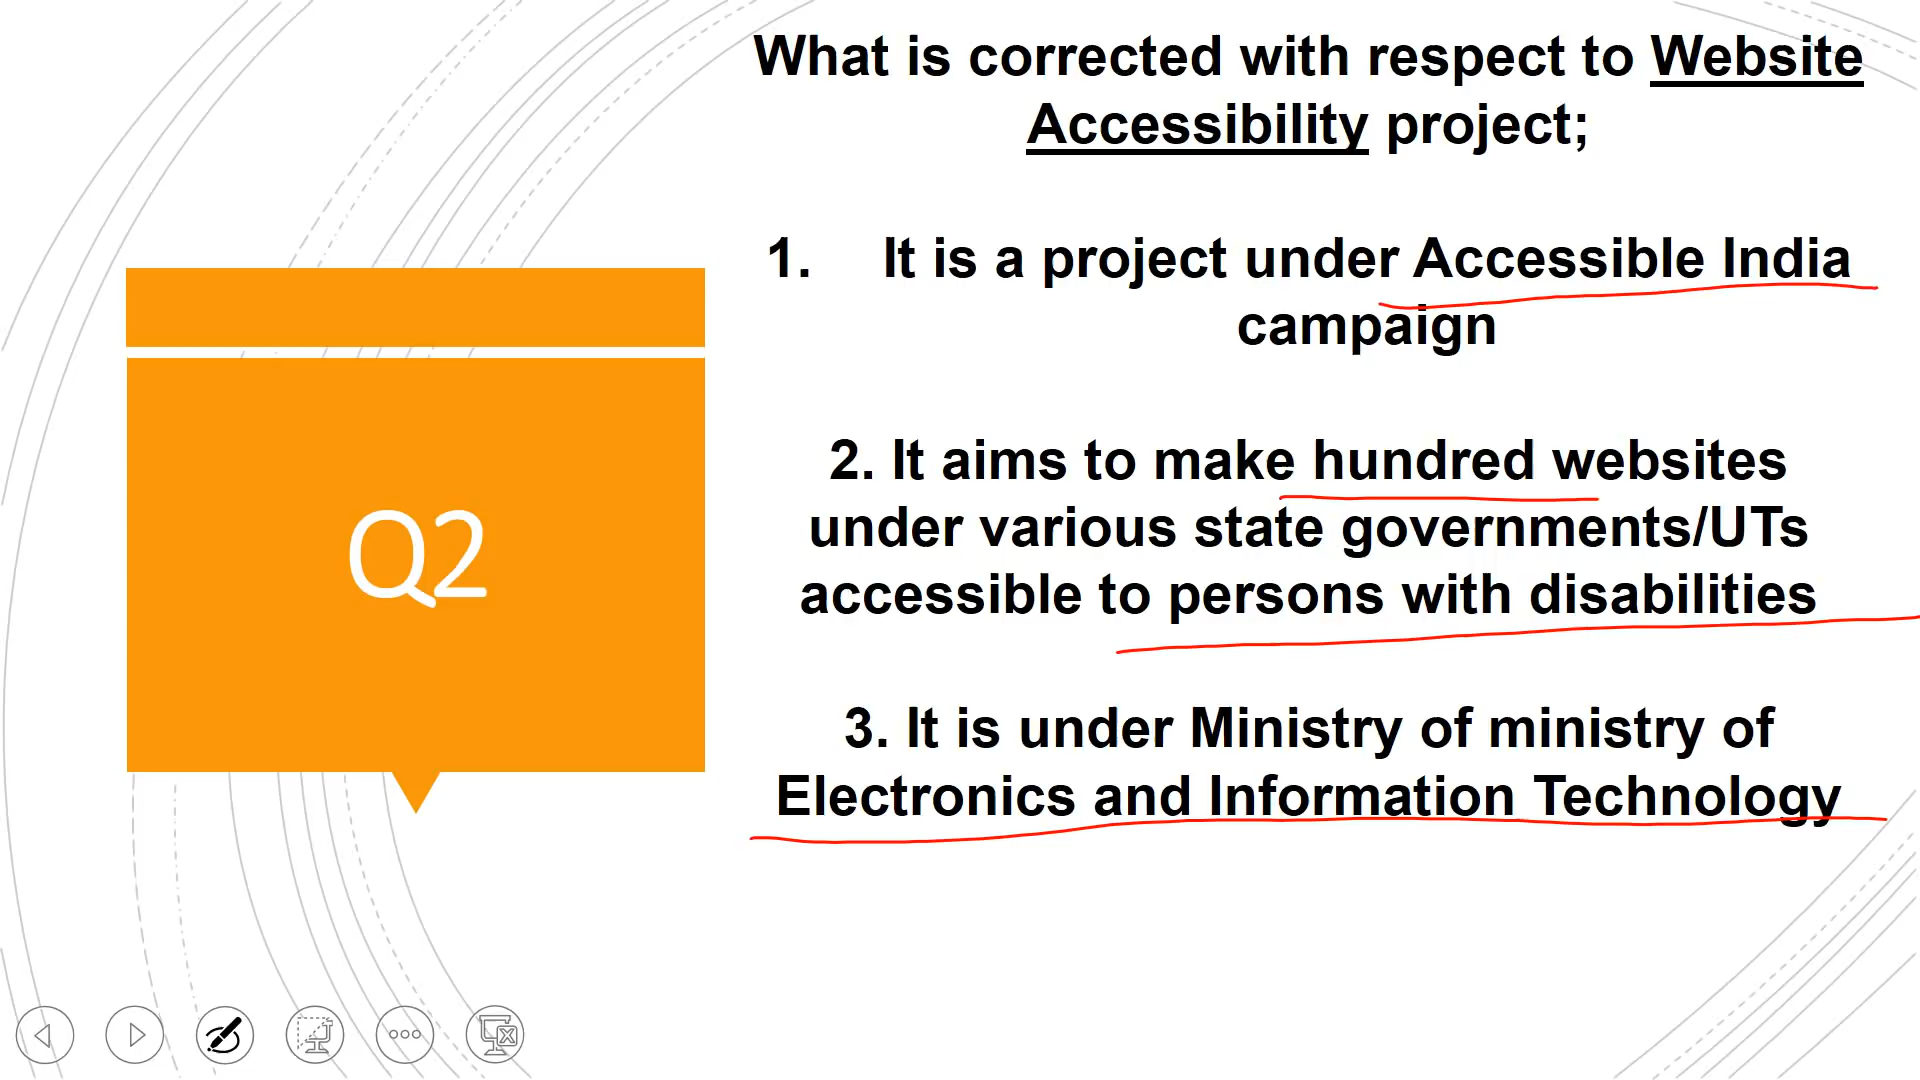 What is corrected with respect to Website
Accessibility project;
1. It is a project under Accessible India
campaign
2. It aims to make hundred websites
under various state governments/UTs
accessible to persons with disabilities
3. It is under Ministry of ministry of
Electronics and Information Technology
Q2